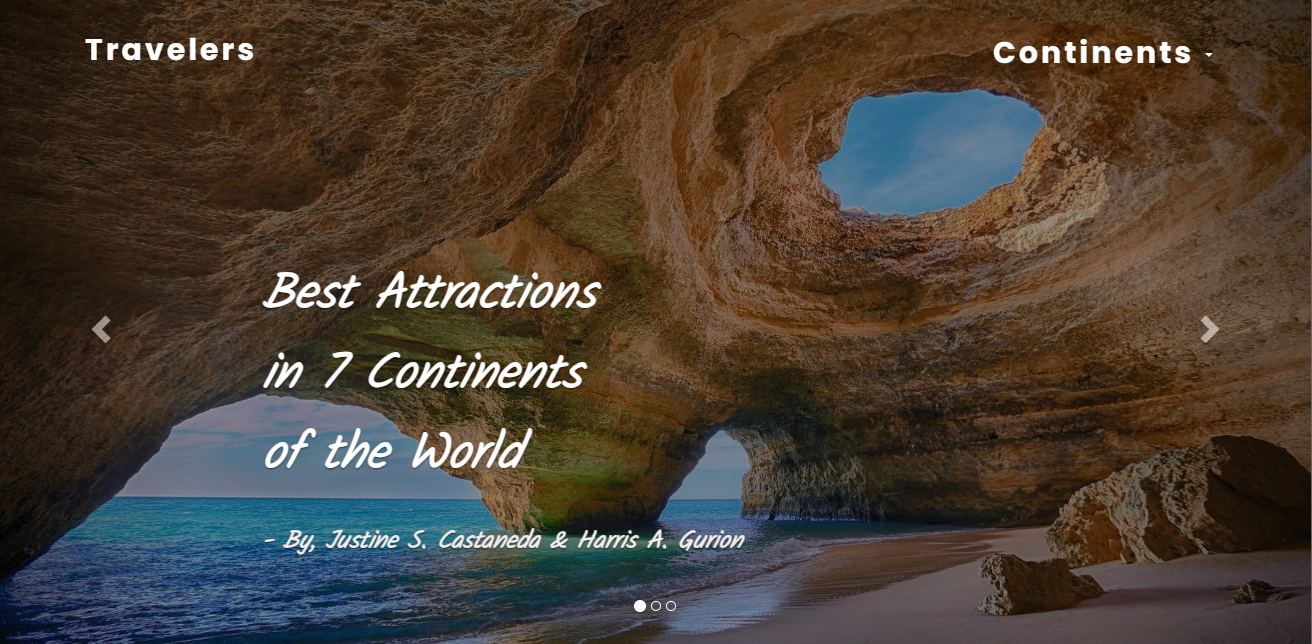 Travelers
Continents
Best Attractions
in 7 Continents
of the World
- By, Justine S. Castaneda & Harris A. Gurion